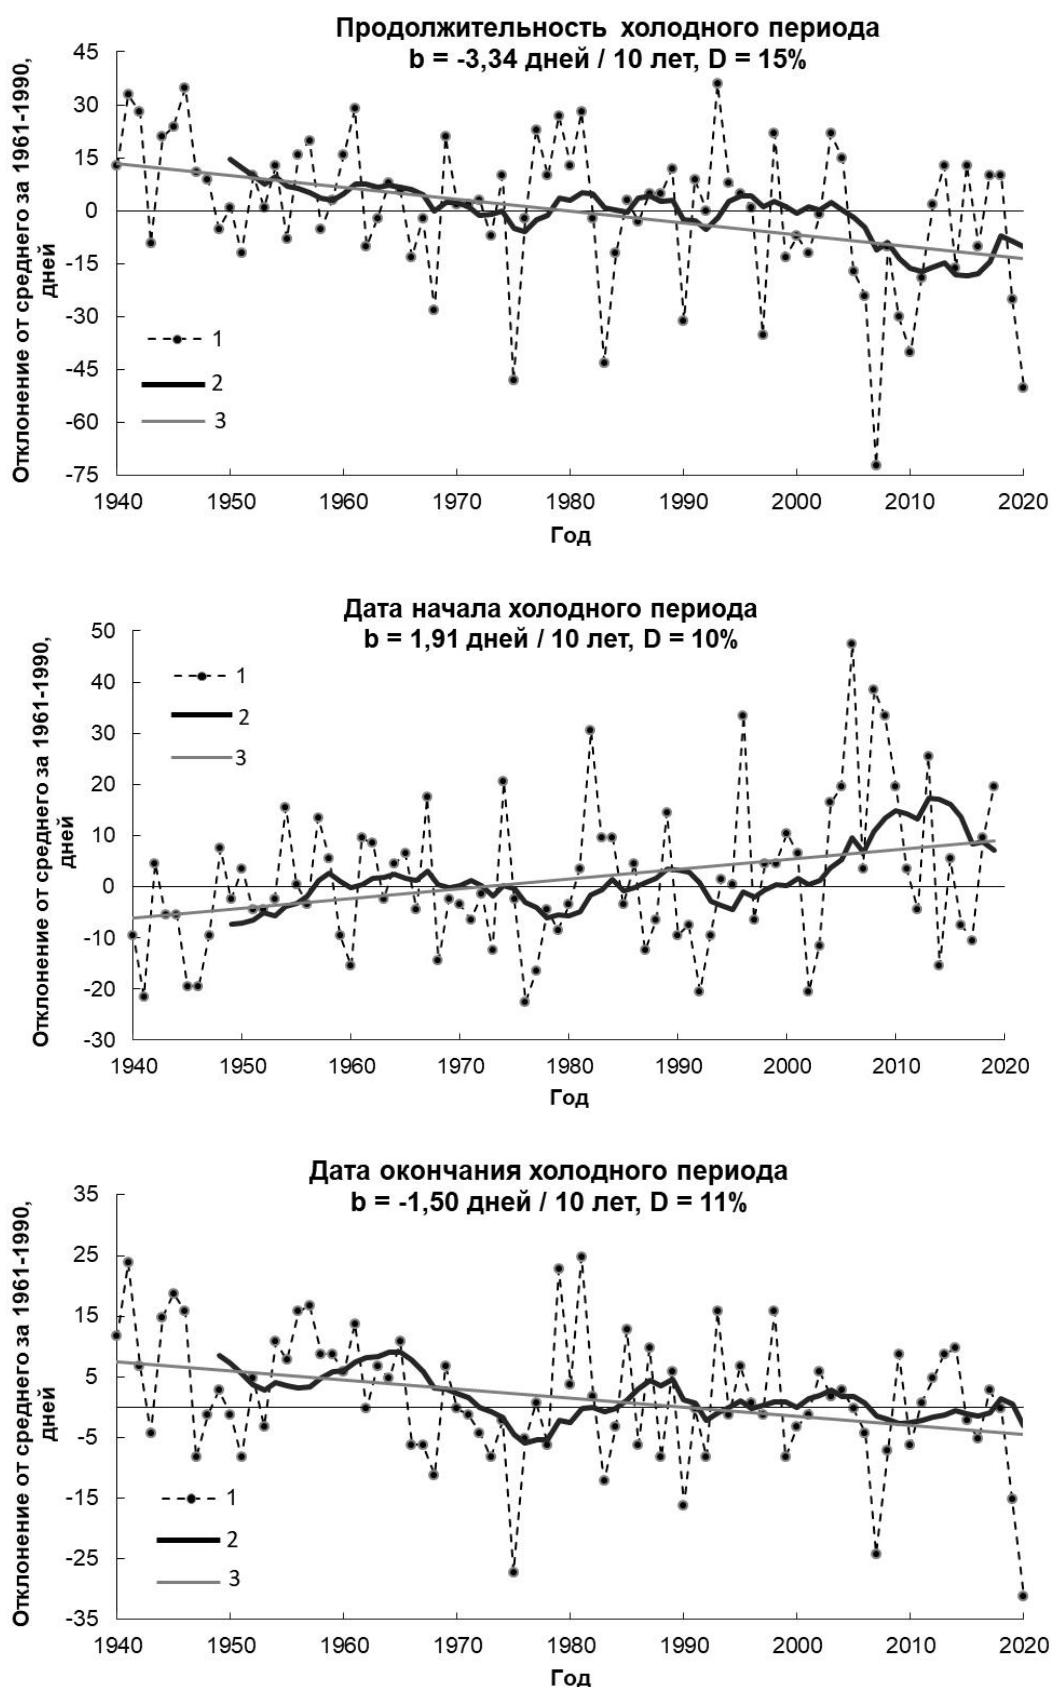 Продолжительность холодного периода
b = -3,34 дней / 10 лет, D = 15%
Отклонение от среднего за 1961-1990,
дней
45
30
15
0
-15
-30
-45
-60
-75
1
2
3
1940 1950 1960 1970 1980 1990 2000 2010 2020
Год
Дата начала холодного периода
b = 1,91 дней / 10 лет, D = 10%
Отклонение от среднего за 1961-1990,
дней
50
40
30
20
10
0
-10
-20
-30
1
2
3
1940 1950 1960 1970 1980 1990 2000 2010 2020
Год
Дата окончания холодного периода
b = -1,50 дней / 10 лет, D = 11%
Отклонение от среднего за 1961-1990,
дней
35
25
15
5
-5
-15
-25
-35
1
2
3
1940 1950 1960 1970 1980 1990 2000 2010 2020
Год